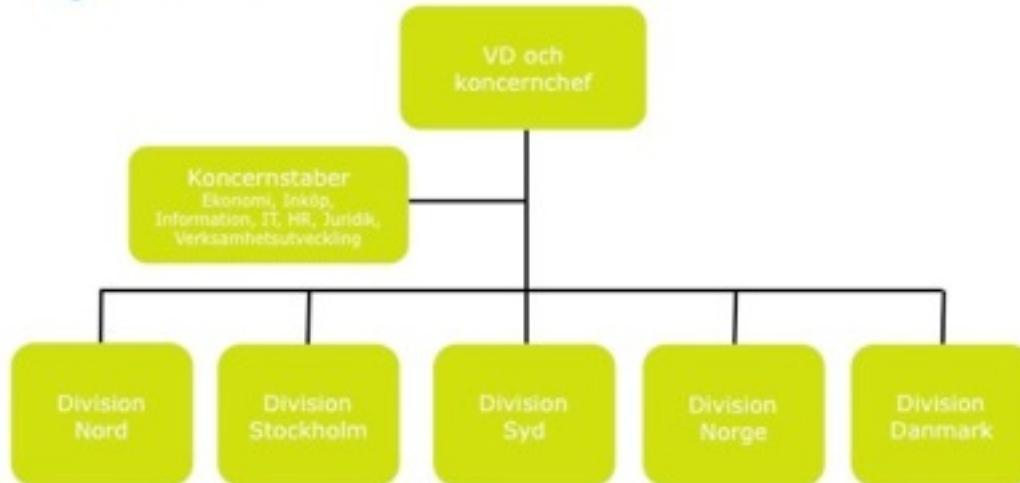 VD och
koncernchef
Koncernstaber
Ekonomi, Inköp,
Information, IT, HR, Juridik,
Verksamhetsutveckling
Division
Nord
Division
Stockholm
Division
Syd
Division
Norge
Division
Danmark